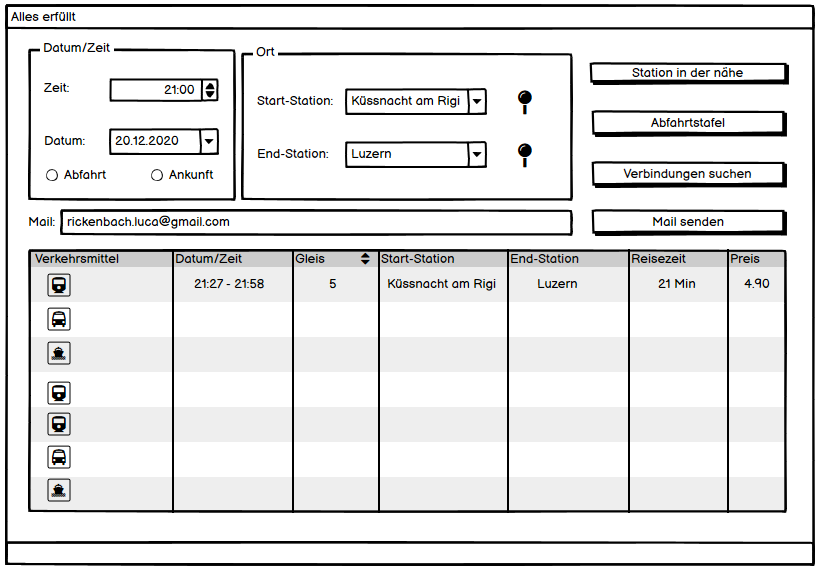 Alles erfüllt
Datum/Zeit
Zeit: 21:00
Datum: 20.12.2020
Abfahrt Ankunft
Ort
Start-Station: Küssnacht am Rigi
End-Station: Luzern
Station in der nähe
Abfahrtstafel
Verbindungen suchen
Mail: rickenbach.luca@gmail.com
Mail senden
Verkehrsmittel Datum/Zeit Gleis Start-Station End-Station Reisezeit Preis
21:27 - 21:58 5 Küssnacht am Rigi Luzern 21 Min 4.90